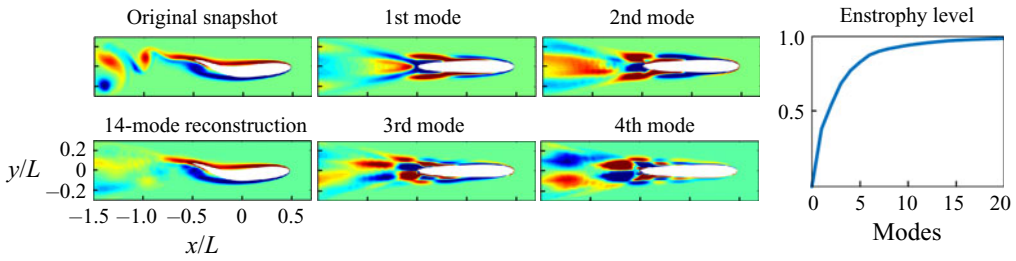 Original snapshot
1st mode
2nd mode
Enstrophy level
1.0
0.5
0 5 10 15 20
Modes
14-mode reconstruction
3rd mode
4th mode
y/L
0.2
0
−0.2
−1.5 −1.0 −0.5 0 0.5
x/L